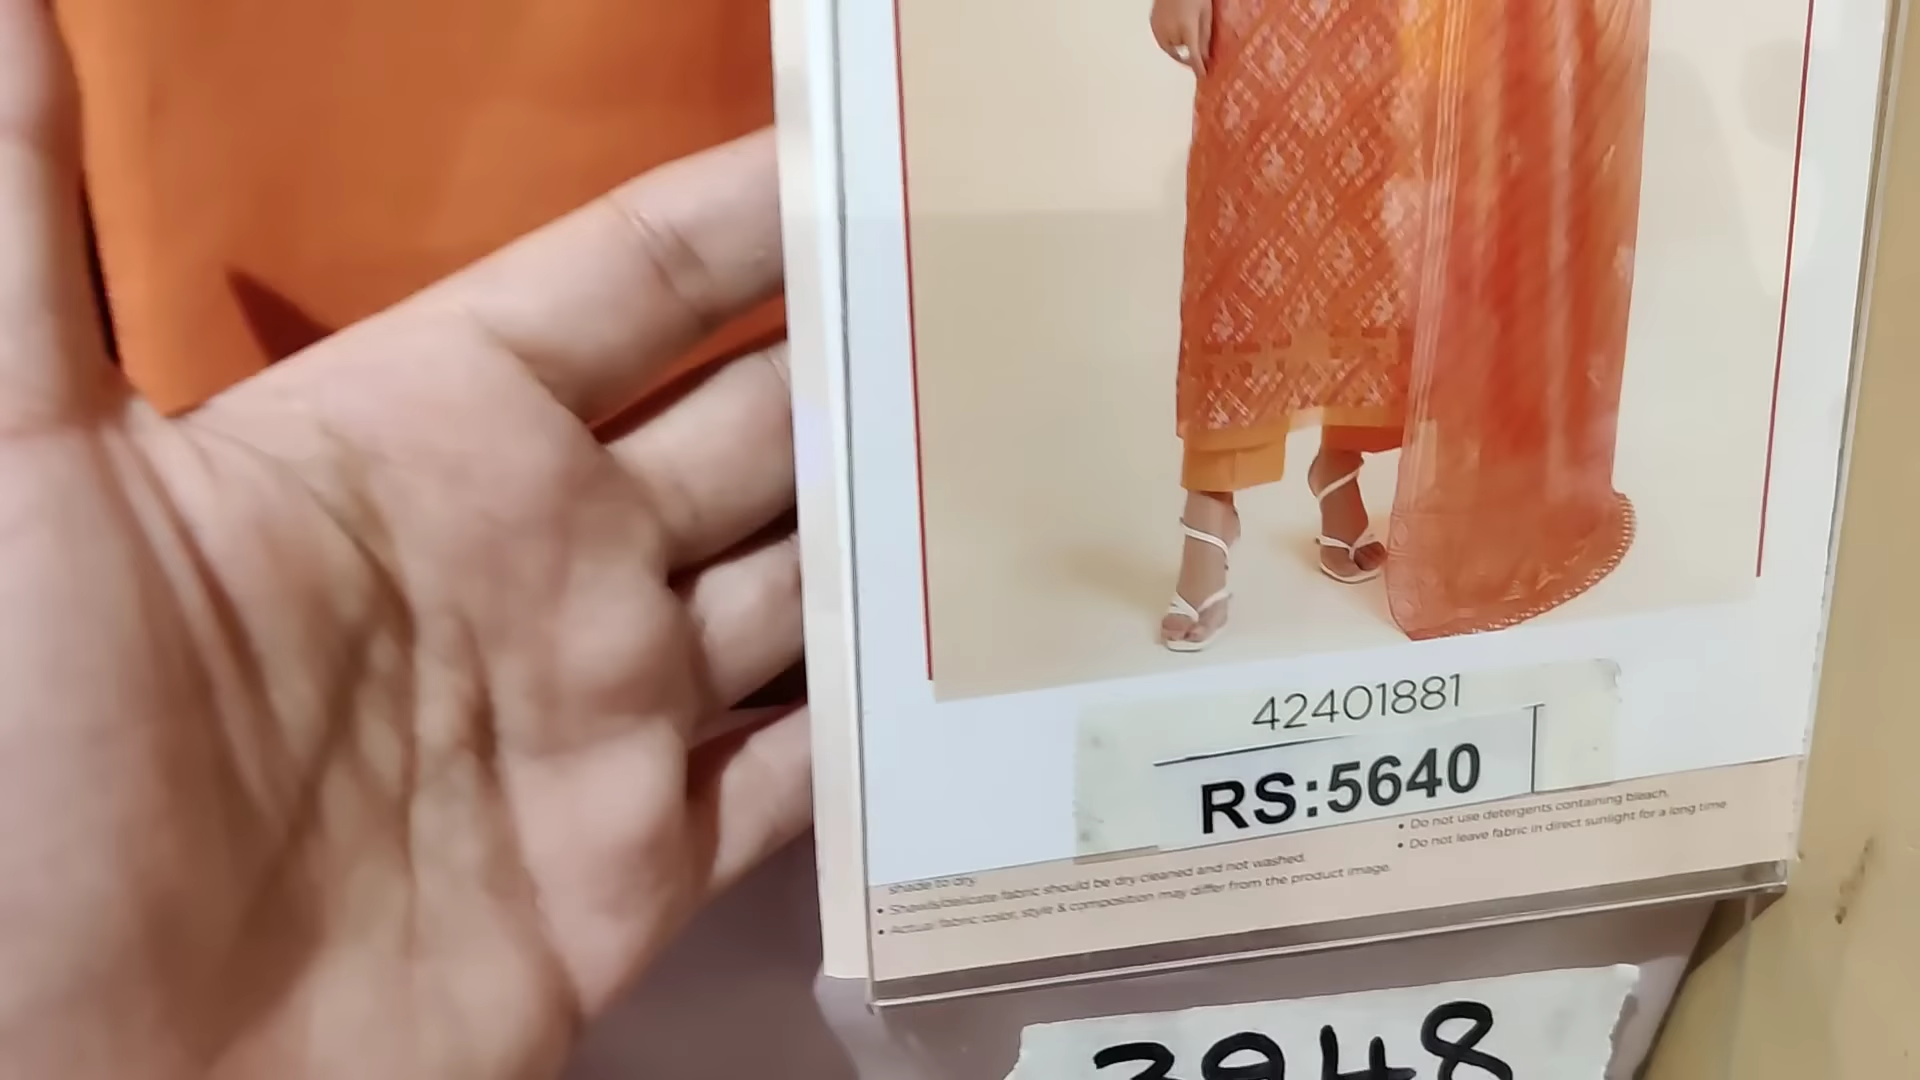 42401881
RS:5640
• Do not use detergents containing bleach.
• Do not leave fabric in direct sunlight for a long time
shade to dry.
• Shawls/delicate fabric should be dry cleaned and not washed.
• Actual fabric color, style & composition may differ from the product image.
3948